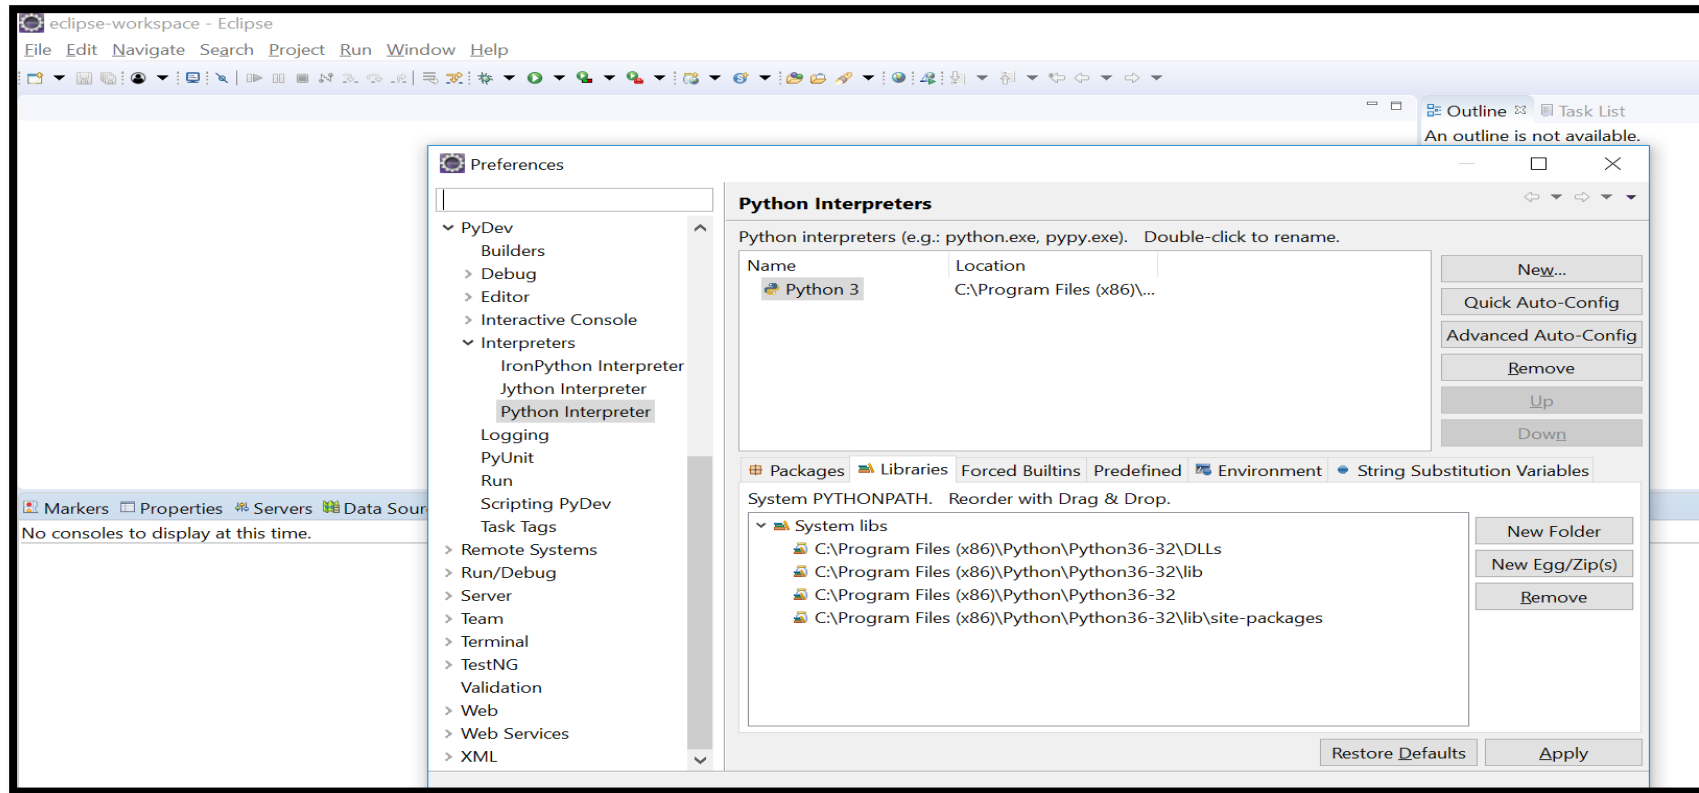 eclipse-workspace - Eclipse
File Edit Navigate Search Project Run Window Help
Outline Task List
An outline is not available.
Preferences
Python Interpreters
Python interpreters (e.g.: python.exe, pypy.exe). Double-click to rename.
Name Location
Python 3 C:\Program Files (x86)\...
New...
Quick Auto-Config
Advanced Auto-Config
Remove
Up
Down
PyDev
Builders
Debug
Editor
Interactive Console
Interpreters
IronPython Interpreter
Jython Interpreter
Python Interpreter
Logging
PyUnit
Run
Scripting PyDev
Task Tags
Remote Systems
Run/Debug
Server
Team
Terminal
TestNG
Validation
Web
Web Services
XML
Packages Libraries Forced Builtins Predefined Environment String Substitution Variables
System PYTHONPATH. Reorder with Drag & Drop.
System libs
C:\Program Files (x86)\Python\Python36-32\DLLs
C:\Program Files (x86)\Python\Python36-32\lib
C:\Program Files (x86)\Python\Python36-32
C:\Program Files (x86)\Python\Python36-32\lib\site-packages
New Folder
New Egg/Zip(s)
Remove
Restore Defaults Apply
Markers Properties Servers Data Sour
No consoles to display at this time.